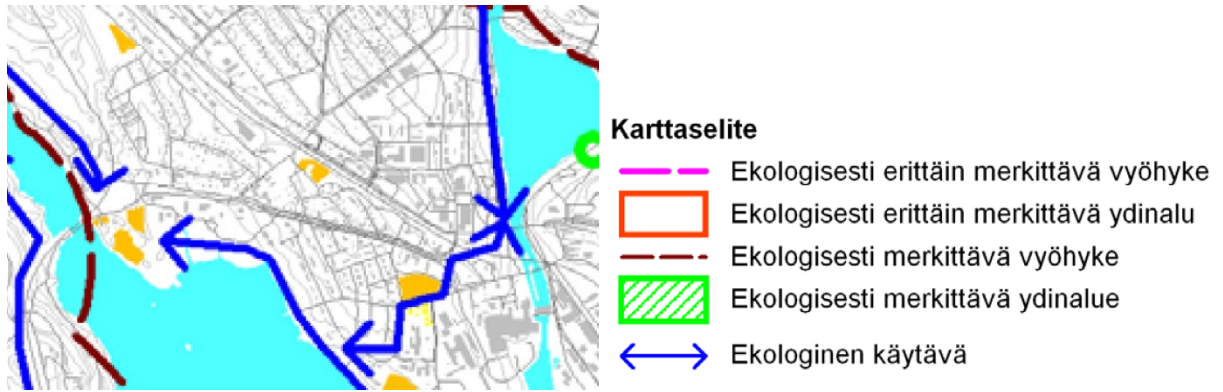 Karttaselite
Ekologisesti erittäin merkittävä vyöhyke
Ekologisesti erittäin merkittävä ydinalu
Ekologisesti merkittävä vyöhyke
Ekologisesti merkittävä ydinalue
Ekologinen käytävä